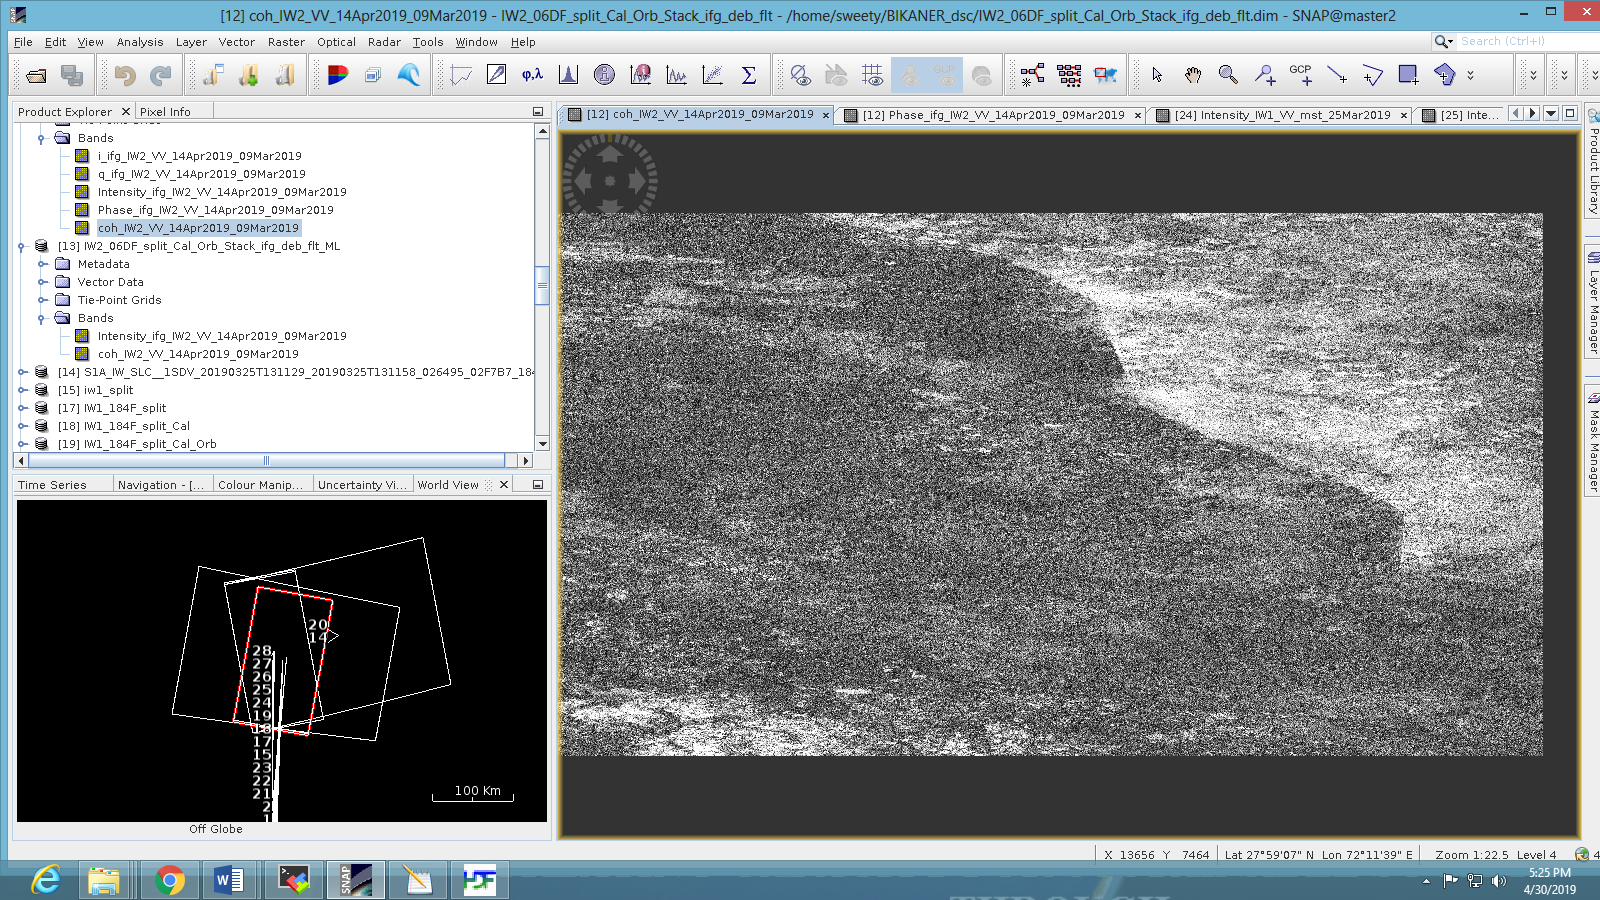 [12] coh_IW2_VV_14Apr2019_09Mar2019 - IW2_06DF_split_Cal_Orb_Stack_ifg_deb_flt - /home/sweety/BIKANER_dsc/IW2_06DF_split_Cal_Orb_Stack_ifg_deb_flt.dim - SNAP@master2
File Edit View Analysis Layer Vector Raster Optical Radar Tools Window Help
Search (Ctrl+I)
φ,λ
Σ
GCP
GCP
Product Explorer
Pixel Info
[12] coh_IW2_VV_14Apr2019_09Mar2019
[12] Phase_ifg_IW2_VV_14Apr2019_09Mar2019
[24] Intensity_IW1_VV_mst_25Mar2019
[25] Inte...
Bands
i_ifg_IW2_VV_14Apr2019_09Mar2019
q_ifg_IW2_VV_14Apr2019_09Mar2019
Intensity_ifg_IW2_VV_14Apr2019_09Mar2019
Phase_ifg_IW2_VV_14Apr2019_09Mar2019
coh_IW2_VV_14Apr2019_09Mar2019
[13] IW2_06DF_split_Cal_Orb_Stack_ifg_deb_flt_ML
Metadata
Vector Data
Tie-Point Grids
Bands
Intensity_ifg_IW2_VV_14Apr2019_09Mar2019
coh_IW2_VV_14Apr2019_09Mar2019
[14] S1A_IW_SLC__1SDV_20190325T131129_20190325T131158_026495_02F7B7_184
[15] iw1_split
[17] IW1_184F_split
[18] IW1_184F_split_Cal
[19] IW1_184F_split_Cal_Orb
Product Library
Layer Manager
Mask Manager
Time Series
Navigation - [...
Colour Manip...
Uncertainty Vi...
World View
20
14
28
27
26
25
24
19
18
17
15
23
22
21
2
1
100 Km
Off Globe
X 13656 Y 7464
Lat 27°59'07" N Lon 72°11'39" E
Zoom 1:22.5 Level 4
4
SNAP
5:25 PM
4/30/2019